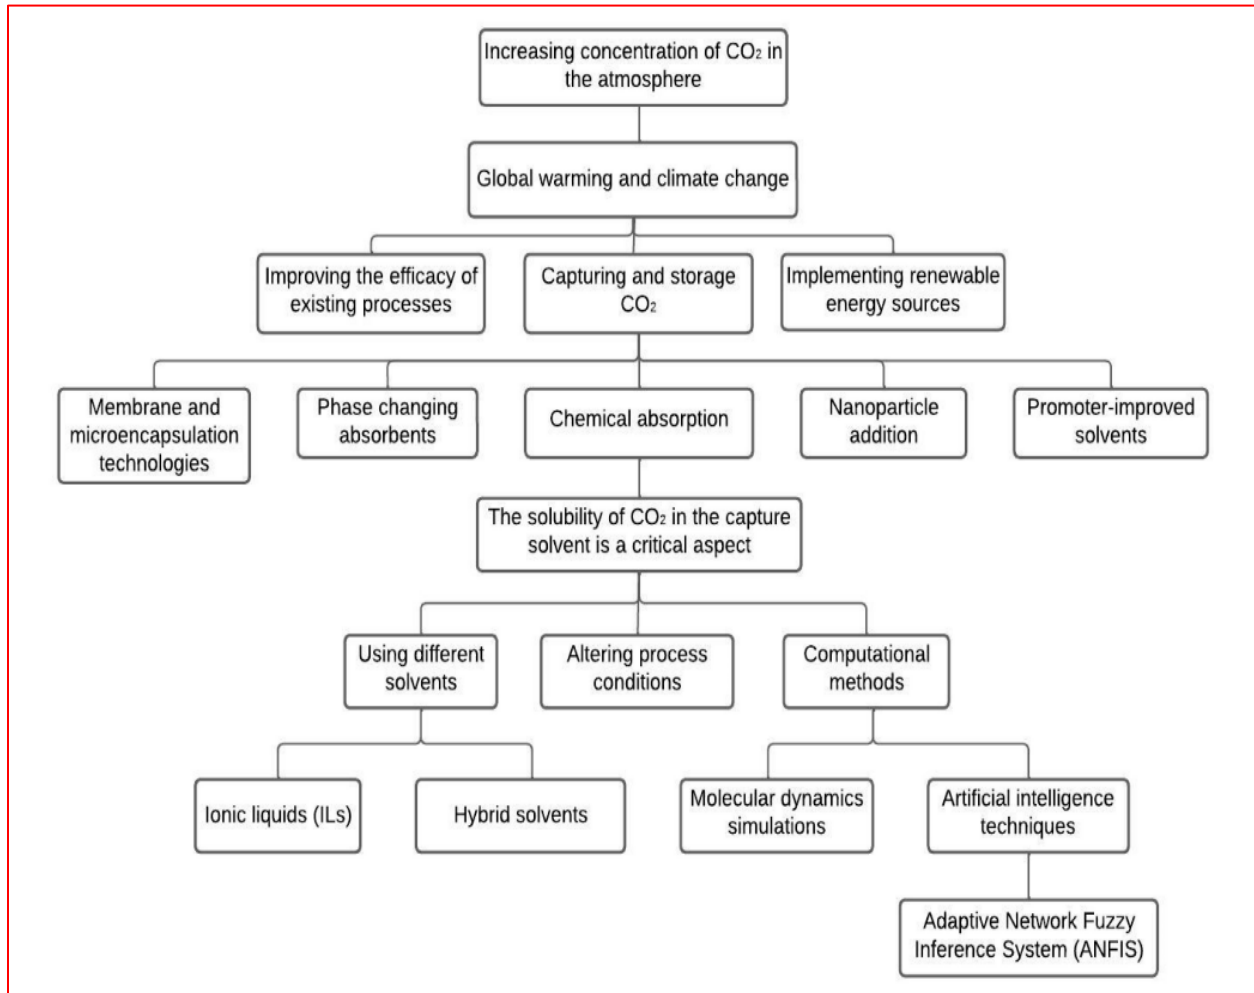 Increasing concentration of CO₂ in
the atmosphere
Global warming and climate change
Improving the efficacy of
existing processes
Capturing and storage
CO₂
Implementing renewable
energy sources
Membrane and
microencapsulation
technologies
Phase changing
absorbents
Chemical absorption
Nanoparticle
addition
Promoter-improved
solvents
The solubility of CO₂ in the capture
solvent is a critical aspect
Using different
solvents
Altering process
conditions
Computational
methods
Ionic liquids (ILs)
Hybrid solvents
Molecular dynamics
simulations
Artificial intelligence
techniques
Adaptive Network Fuzzy
Inference System (ANFIS)